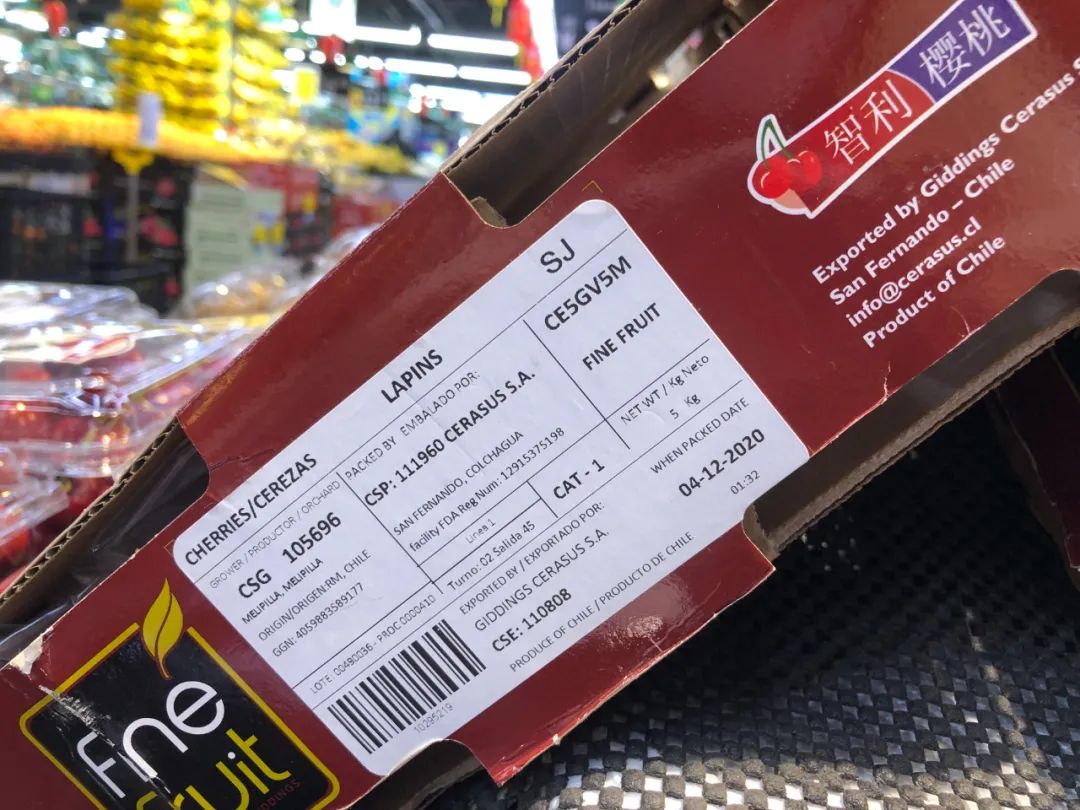 智利 樱桃
Exported by Giddings Cerasus
San Fernando – Chile
info@cerasus.cl
Product of Chile
CHERRIES/CEREZAS LAPINS SJ
GROWER / PRODUCTOR / ORCHARD
CSG 105696
MELIPILLA, MELIPILLA
ORIGIN/ORIGEN:RM, CHILE
GGN: 4059883589177
PACKED BY EMBALADO POR:
CSP: 111960 CERASUS S.A.
SAN FERNANDO, COLCHAGUA
facility FDA Reg Num: 12915375198
CE5GV5M
FINE FRUIT
NET WT / Kg Neto
5 Kg
Linea 1
Turno: 02 Salida 45
CAT - 1
WHEN PACKED DATE
04-12-2020
01:32
LOTE: 00490036 - PROC 0000410
10295219
EXPORTED BY / EXPORTADO POR:
GIDDINGS CERASUS S.A.
CSE: 110808
PRODUCE OF CHILE / PRODUCTO DE CHILE
fine
fruit
GIDDINGS